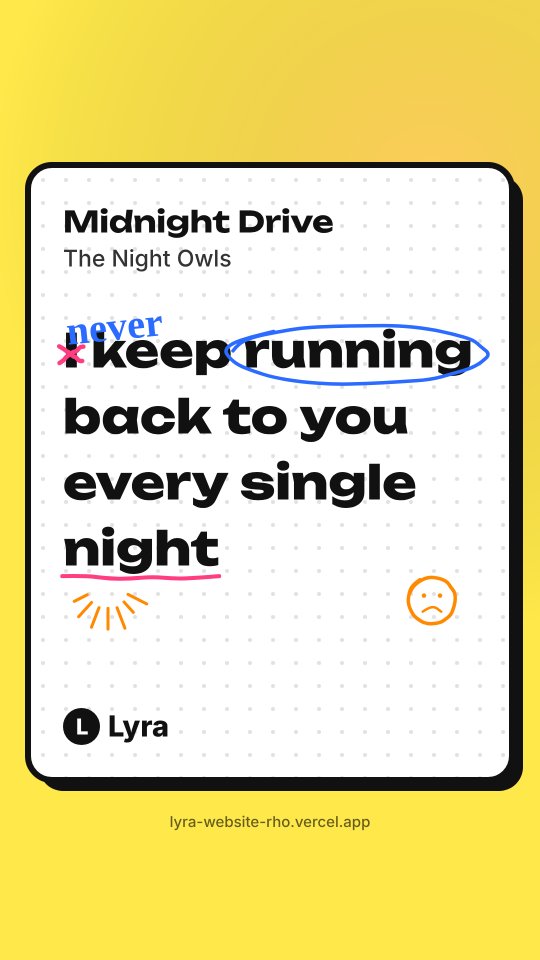 Midnight Drive
The Night Owls
never
I keep running
back to you
every single
night
L Lyra
lyra-website-rho.vercel.app